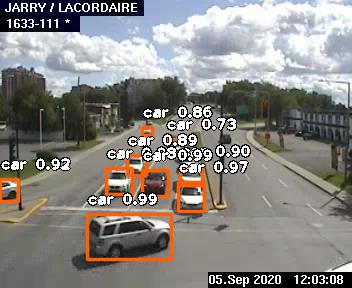 JARRY / LACORDAIRE
1633-111 *
car 0.86
car 0.73
car 0.89
car 0.90
car 0.99
car 0.92
car 0.97
car 0.99
05.Sep 2020 12:03:08